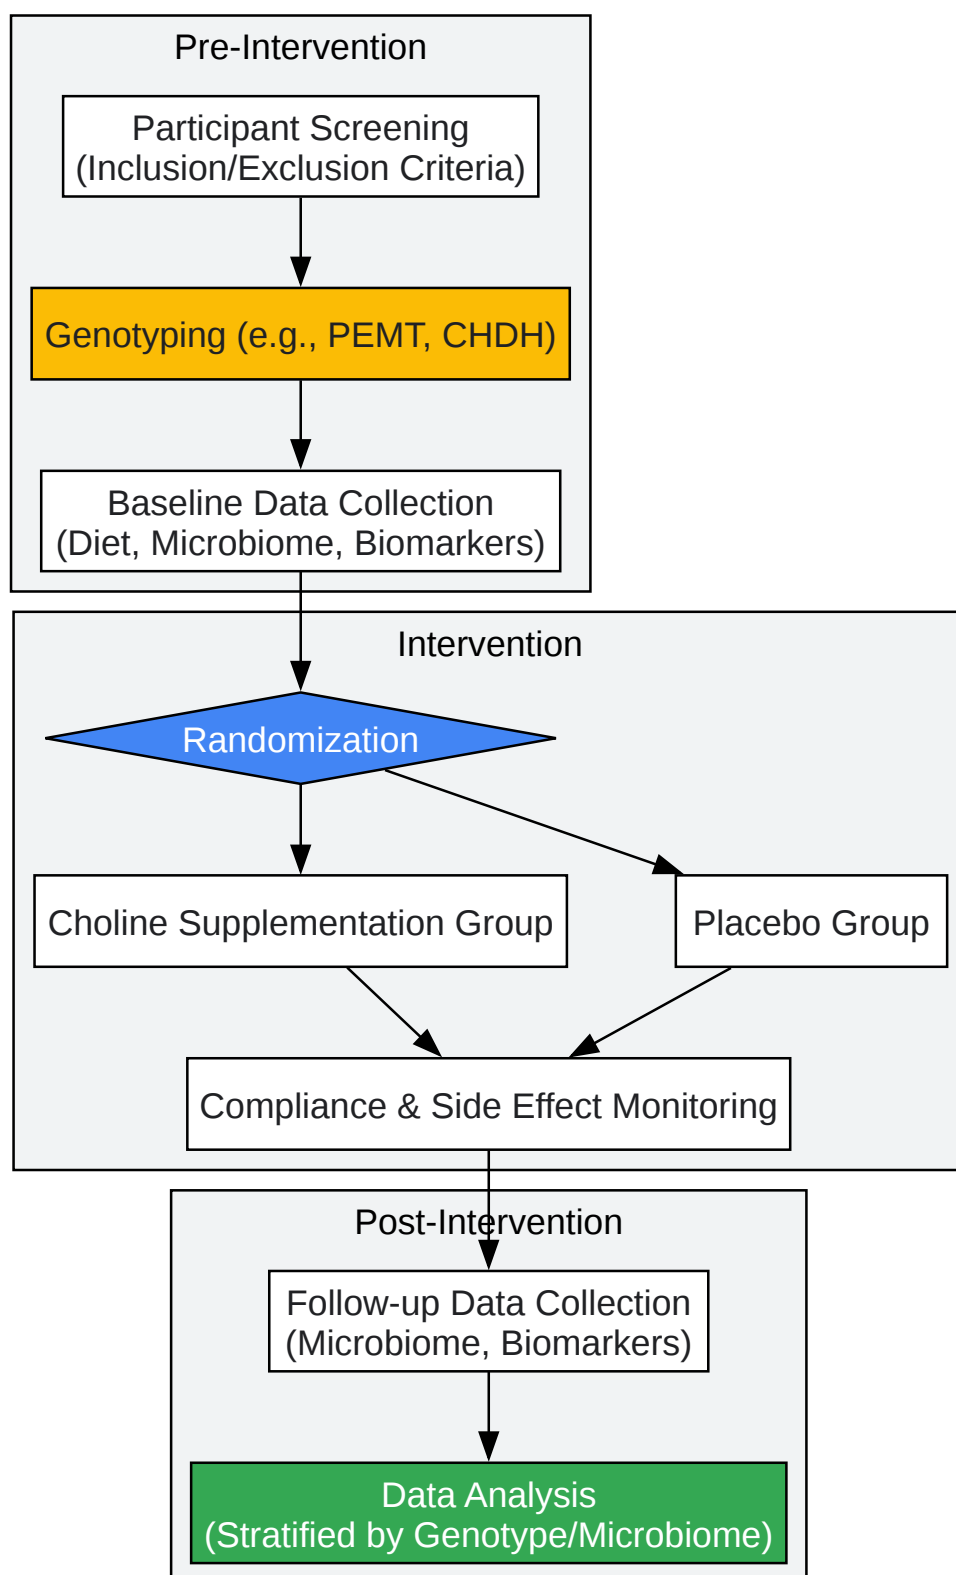 Pre-Intervention
Participant Screening
(Inclusion/Exclusion Criteria)
Genotyping (e.g., PEMT, CHDH)
Baseline Data Collection
(Diet, Microbiome, Biomarkers)
Intervention
Randomization
Choline Supplementation Group
Placebo Group
Compliance & Side Effect Monitoring
Post-Intervention
Follow-up Data Collection
(Microbiome, Biomarkers)
Data Analysis
(Stratified by Genotype/Microbiome)